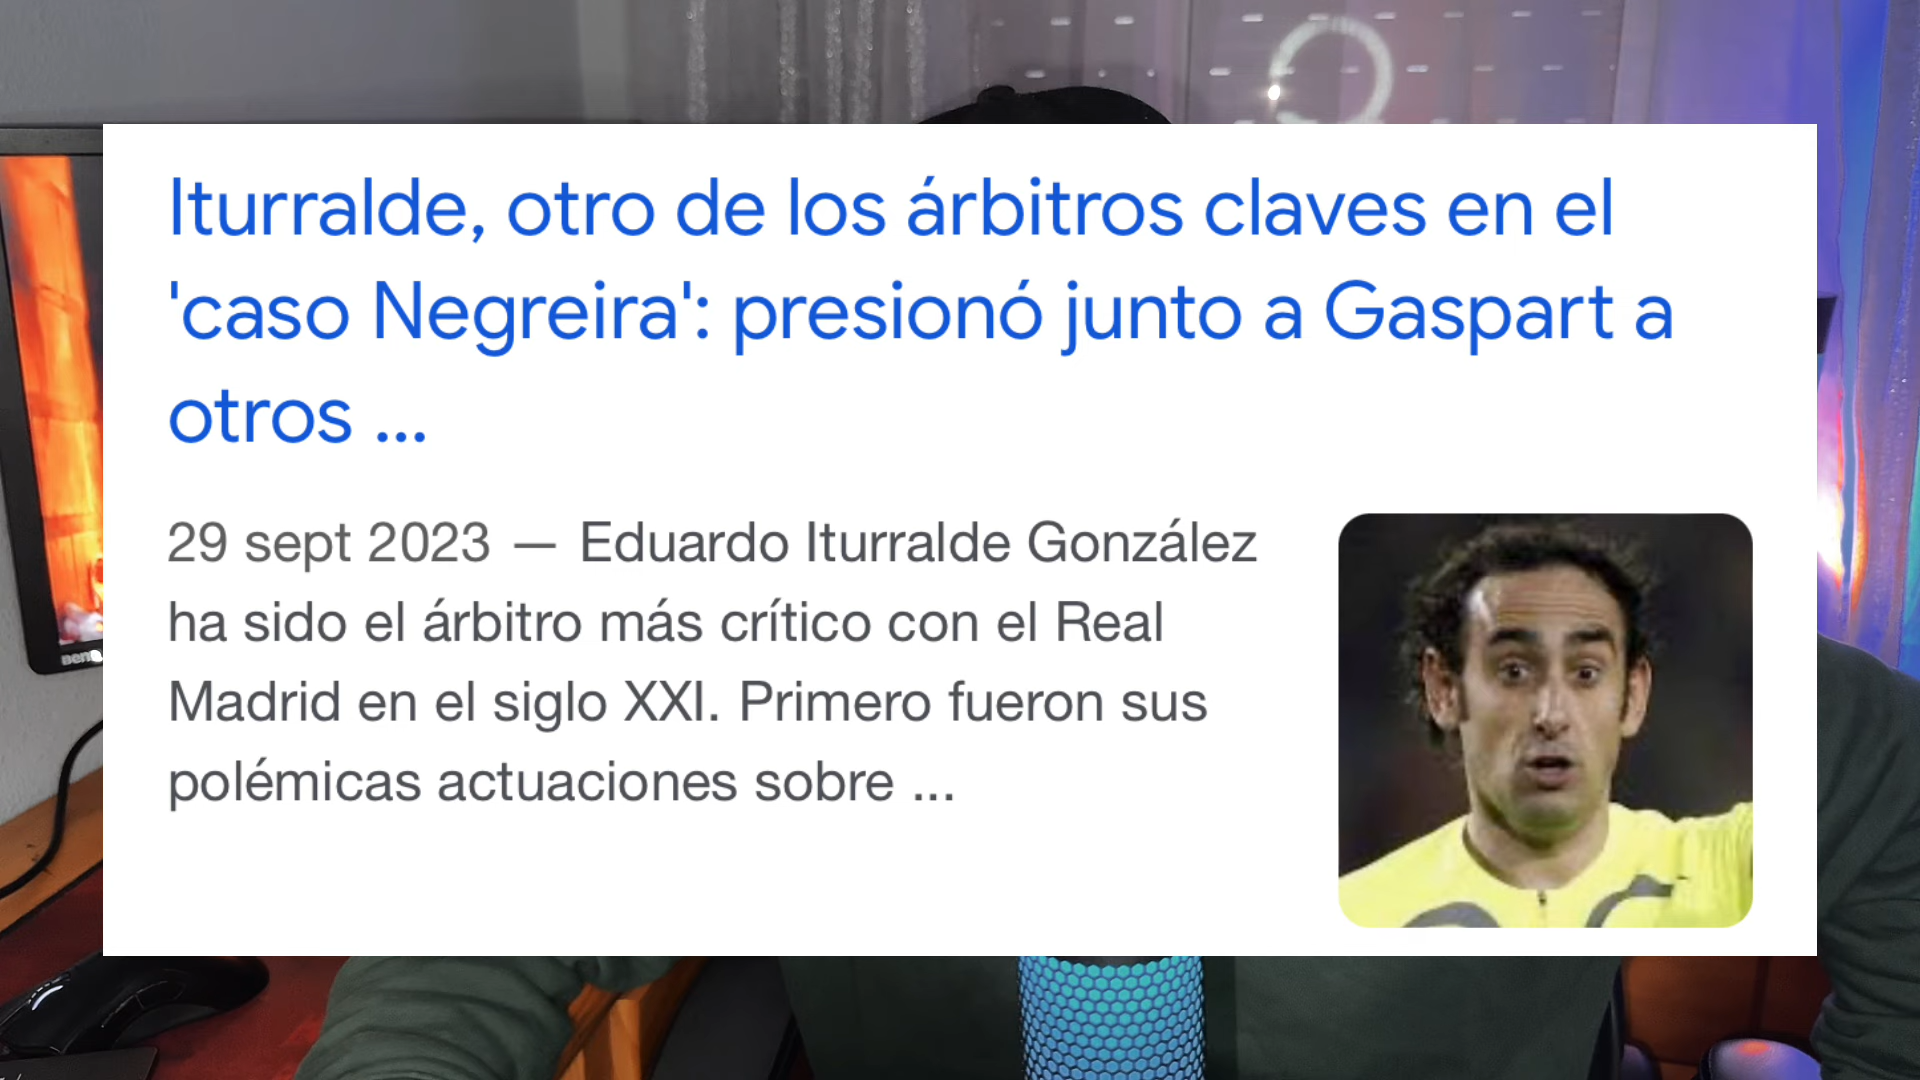 Iturralde, otro de los árbitros claves en el
'caso Negreira': presionó junto a Gaspart a
otros ...
29 sept 2023 — Eduardo Iturralde González
ha sido el árbitro más crítico con el Real
Madrid en el siglo XXI. Primero fueron sus
polémicas actuaciones sobre ...
BenQ